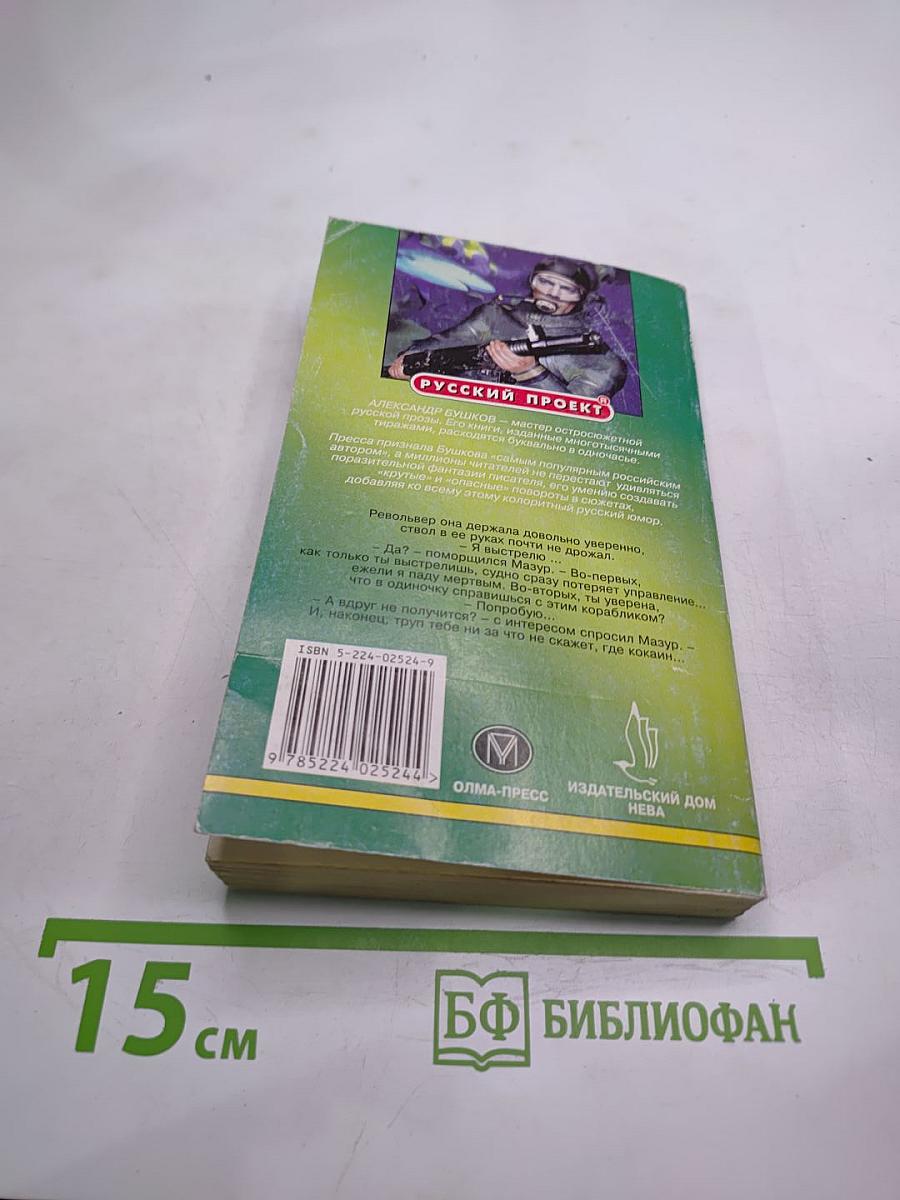 РУССКИЙ ПРОЕКТ ®
АЛЕКСАНДР БУШКОВ – мастер остросюжетной
русской прозы. Его книги, изданные многотысячными
тиражами, расходятся буквально в одночасье.
Пресса признала Бушкова «самым популярным российским
автором», а миллионы читателей не перестают удивляться
поразительной фантазии писателя, его умению создавать
«крутые» и «опасные» повороты в сюжетах,
добавляя ко всему этому колоритный русский юмор.
Револьвер она держала довольно уверенно,
ствол в ее руках почти не дрожал.
– Я выстрелю ...
– Да? – поморщился Мазур. – Во-первых,
как только ты выстрелишь, судно сразу потеряет управление...
ежели я паду мертвым. Во-вторых, ты уверена,
что в одиночку справишься с этим корабликом?
– Попробую...
– А вдруг не получится? – с интересом спросил Мазур. –
И, наконец, труп тебе ни за что не скажет, где кокаин...
ISBN 5-224-02524-9
9 785224 025244 >
ОЛМА-ПРЕСС
ИЗДАТЕЛЬСКИЙ ДОМ
НЕВА
15 см
БФ БИБЛИОФАН